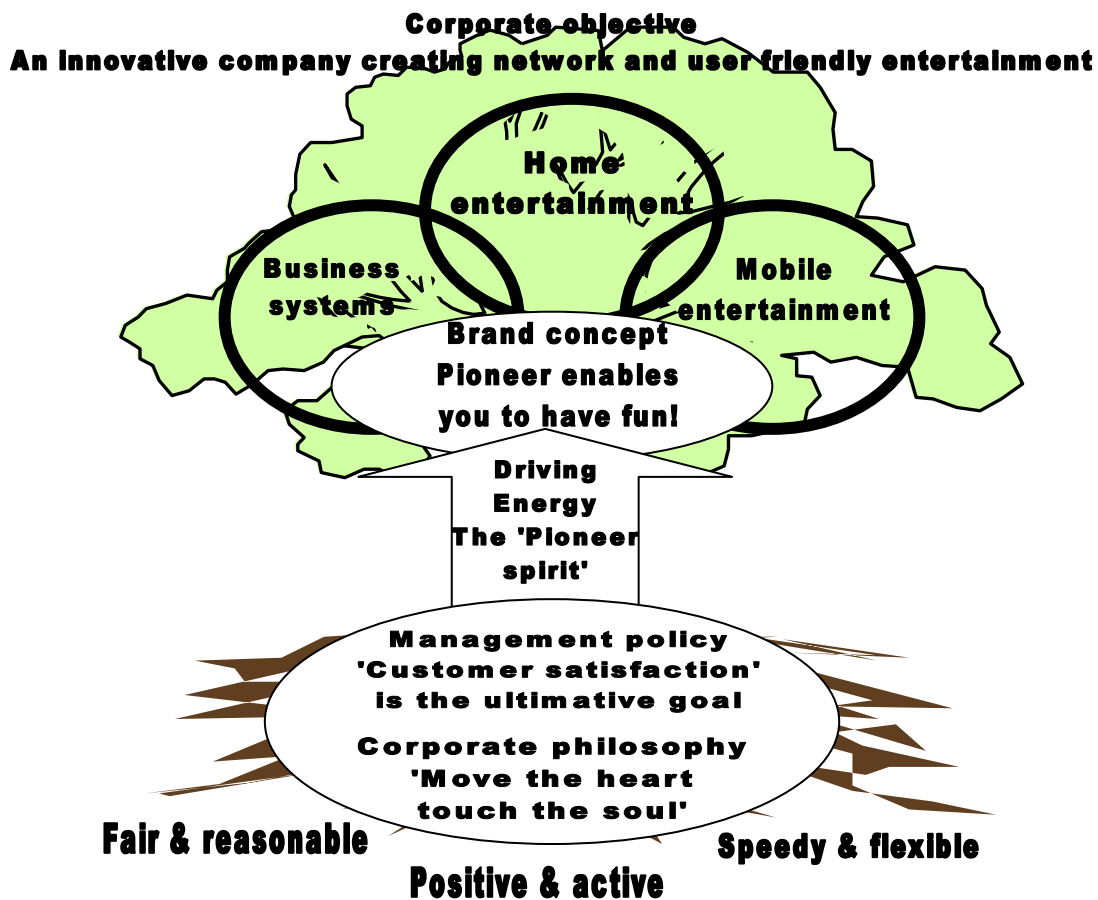 Corporate objective
An innovative company creating network and user friendly entertainment
Home
entertainment
Business
systems
Mobile
entertainment
Brand concept
Pioneer enables
you to have fun!
Driving
Energy
The 'Pioneer
spirit'
Management policy
'Customer satisfaction'
is the ultimative goal
Corporate philosophy
'Move the heart
touch the soul'
Fair & reasonable
Positive & active
Speedy & flexible